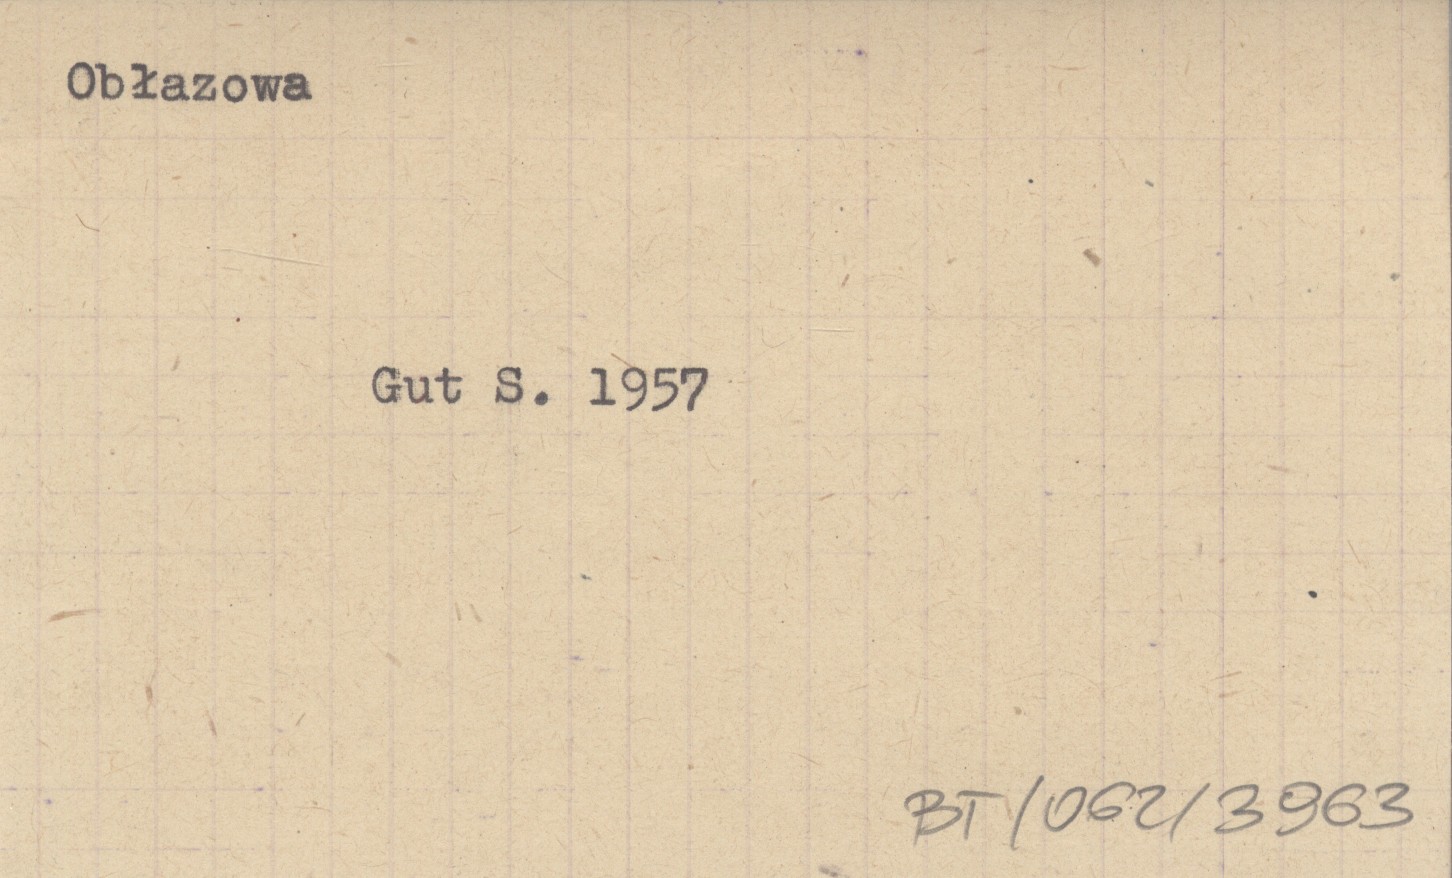 Obłazowa
Gut S. 1957
BT/062/3963